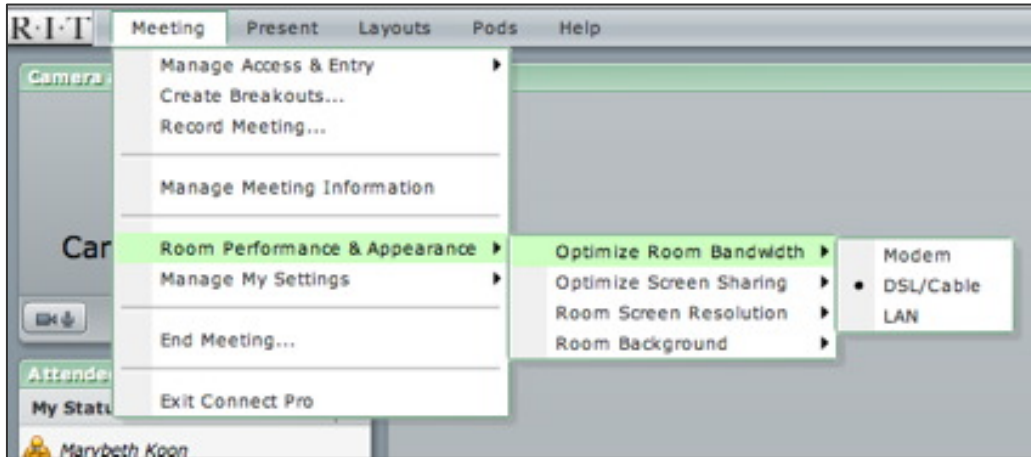 R·I·T Meeting Present Layouts Pods Help
Camera
Manage Access & Entry
Create Breakouts...
Record Meeting...
Manage Meeting Information
Room Performance & Appearance Optimize Room Bandwidth Modem
Manage My Settings Optimize Screen Sharing DSL/Cable
Room Screen Resolution LAN
End Meeting... Room Background
Exit Connect Pro
My Statu
Marybeth Koon